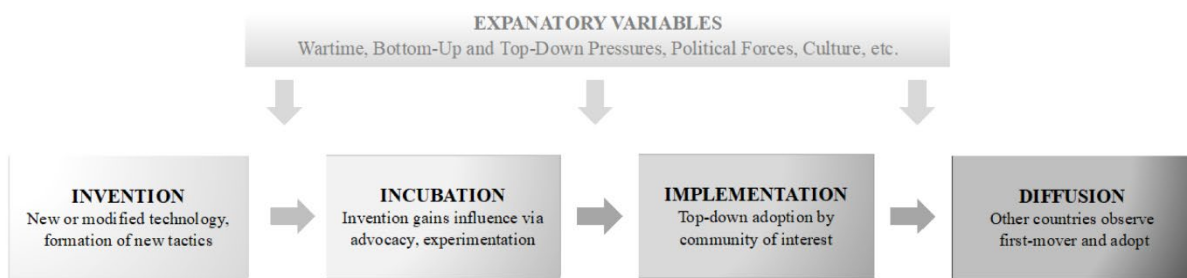 EXPANATORY VARIABLES
Wartime, Bottom-Up and Top-Down Pressures, Political Forces, Culture, etc.
INVENTION
New or modified technology,
formation of new tactics
INCUBATION
Invention gains influence via
advocacy, experimentation
IMPLEMENTATION
Top-down adoption by
community of interest
DIFFUSION
Other countries observe
first-mover and adopt